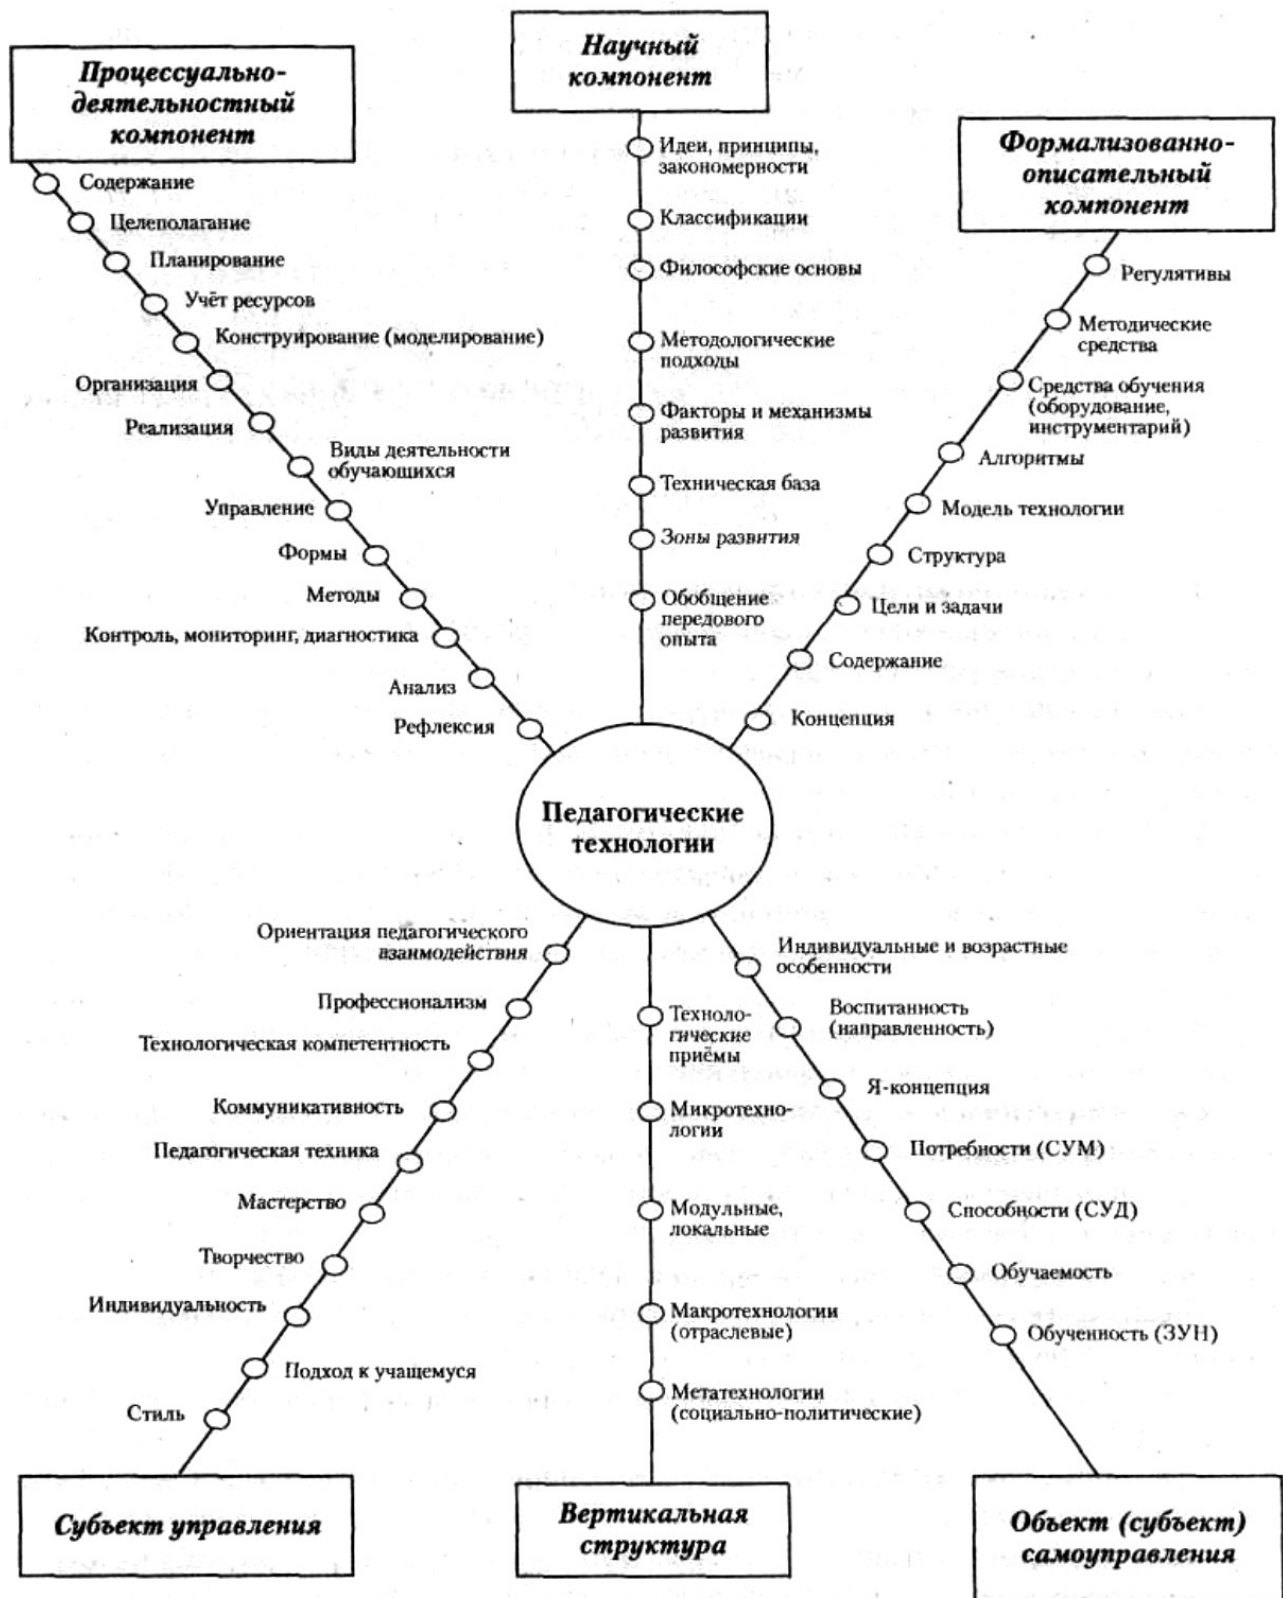 Процессуально-
деятельностный
компонент
Содержание
Целеполагание
Планирование
Учёт ресурсов
Конструирование (моделирование)
Организация
Реализация
Виды деятельности
обучающихся
Управление
Формы
Методы
Контроль, мониторинг, диагностика
Анализ
Рефлексия
Научный
компонент
Идеи, принципы,
закономерности
Классификации
Философские основы
Методологические
подходы
Факторы и механизмы
развития
Техническая база
Зоны развития
Обобщение
передового
опыта
Формализованно-
описательный
компонент
Регулятивы
Методические
средства
Средства обучения
(оборудование,
инструментарий)
Алгоритмы
Модель технологии
Структура
Цели и задачи
Содержание
Концепция
Педагогические
технологии
Ориентация педагогического
взаимодействия
Профессионализм
Технологическая компетентность
Коммуникативность
Педагогическая техника
Мастерство
Творчество
Индивидуальность
Подход к учащемуся
Стиль
Субъект управления
Техноло-
гические
приёмы
Микротехно-
логии
Модульные,
локальные
Макротехнологии
(отраслевые)
Метатехнологии
(социально-политические)
Вертикальная
структура
Индивидуальные и возрастные
особенности
Воспитанность
(направленность)
Я-концепция
Потребности (СУМ)
Способности (СУД)
Обучаемость
Обученность (ЗУН)
Объект (субъект)
самоуправления